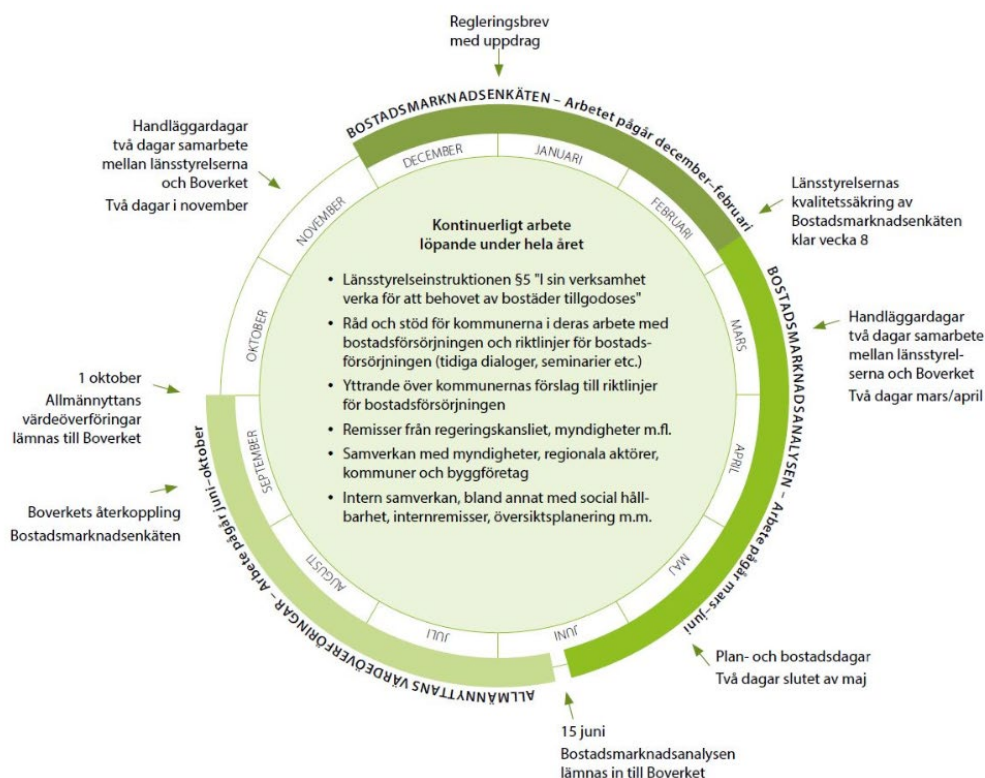 Regleringsbrev
med uppdrag
BOSTADSMARKNADSENKÄTEN – Arbetet pågår december–februari
Handläggardagar
två dagar samarbete
mellan länsstyrelserna
och Boverket
Två dagar i november
DECEMBER
JANUARI
FEBRUARI
NOVEMBER
Länsstyrelsernas
kvalitetssäkring av
Bostadsmarknadsenkäten
klar vecka 8
Kontinuerligt arbete
löpande under hela året
• Länsstyrelseinstruktionen §5 "I sin verksamhet
verka för att behovet av bostäder tillgodoses"
• Råd och stöd för kommunerna i deras arbete med
bostadsförsörjningen och riktlinjer för bostads-
försörjningen (tidiga dialoger, seminarier etc.)
• Yttrande över kommunernas förslag till riktlinjer
för bostadsförsörjningen
• Remisser från regeringskansliet, myndigheter m.fl.
• Samverkan med myndigheter, regionala aktörer,
kommuner och byggföretag
• Intern samverkan, bland annat med social håll-
barhet, internremisser, översiktsplanering m.m.
BOSTADSMARKNADSANALYSEN – Arbete pågår mars–juni
MARS
Handläggardagar
två dagar samarbete
mellan länsstyrel-
serna och Boverket
Två dagar mars/april
OKTOBER
1 oktober
Allmännyttans
värdeöverföringar
lämnas till Boverket
APRIL
SEPTEMBER
Boverkets återkoppling
Bostadsmarknadsenkäten
MAJ
AUGUSTI
JUNI
JULI
ALLMÄNNYTTANS VÄRDEÖVERFÖRINGAR – Arbete pågår juni–oktober
Plan- och bostadsdagar
Två dagar slutet av maj
15 juni
Bostadsmarknadsanalysen
lämnas in till Boverket